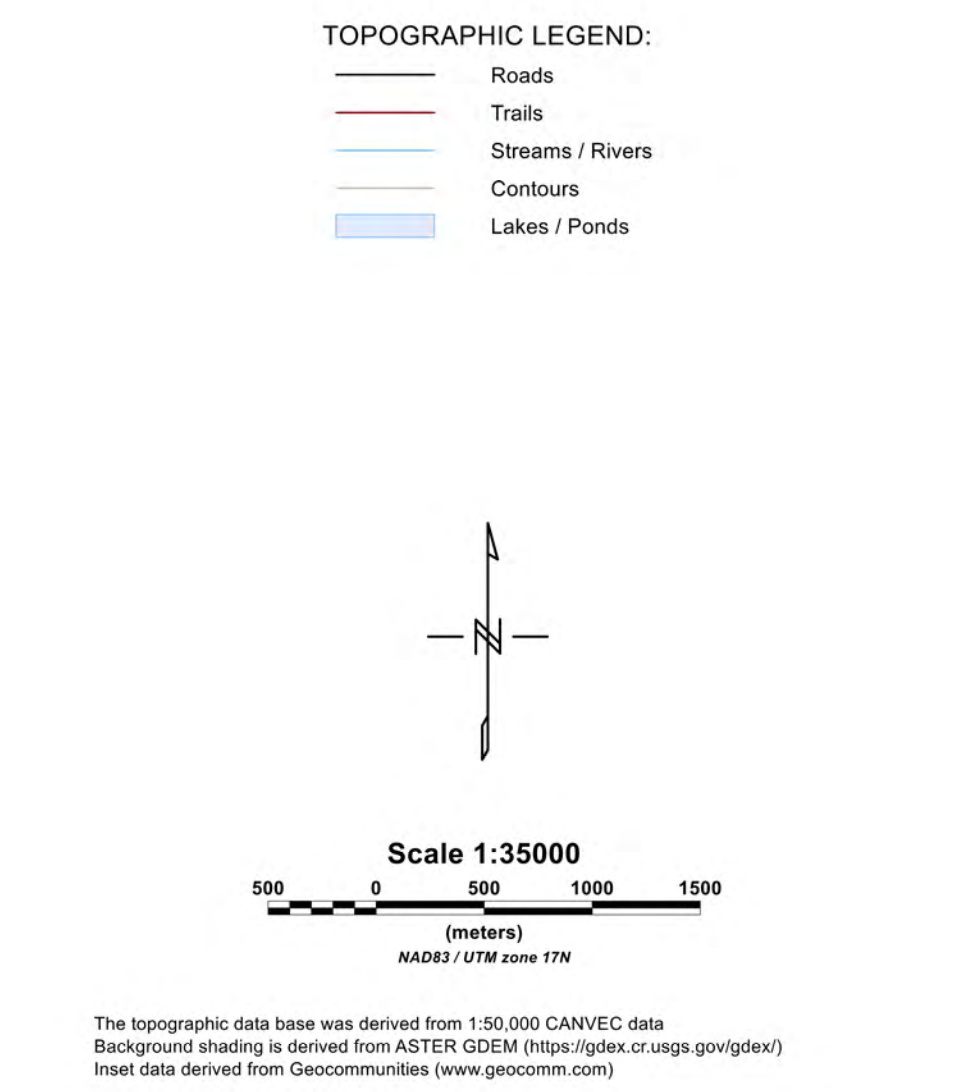 TOPOGRAPHIC LEGEND:
Roads
Trails
Streams / Rivers
Contours
Lakes / Ponds
N
Scale 1:35000
500 0 500 1000 1500
(meters)
NAD83 / UTM zone 17N
The topographic data base was derived from 1:50,000 CANVEC data
Background shading is derived from ASTER GDEM (https://gdex.cr.usgs.gov/gdex/)
Inset data derived from Geocommunities (www.geocomm.com)